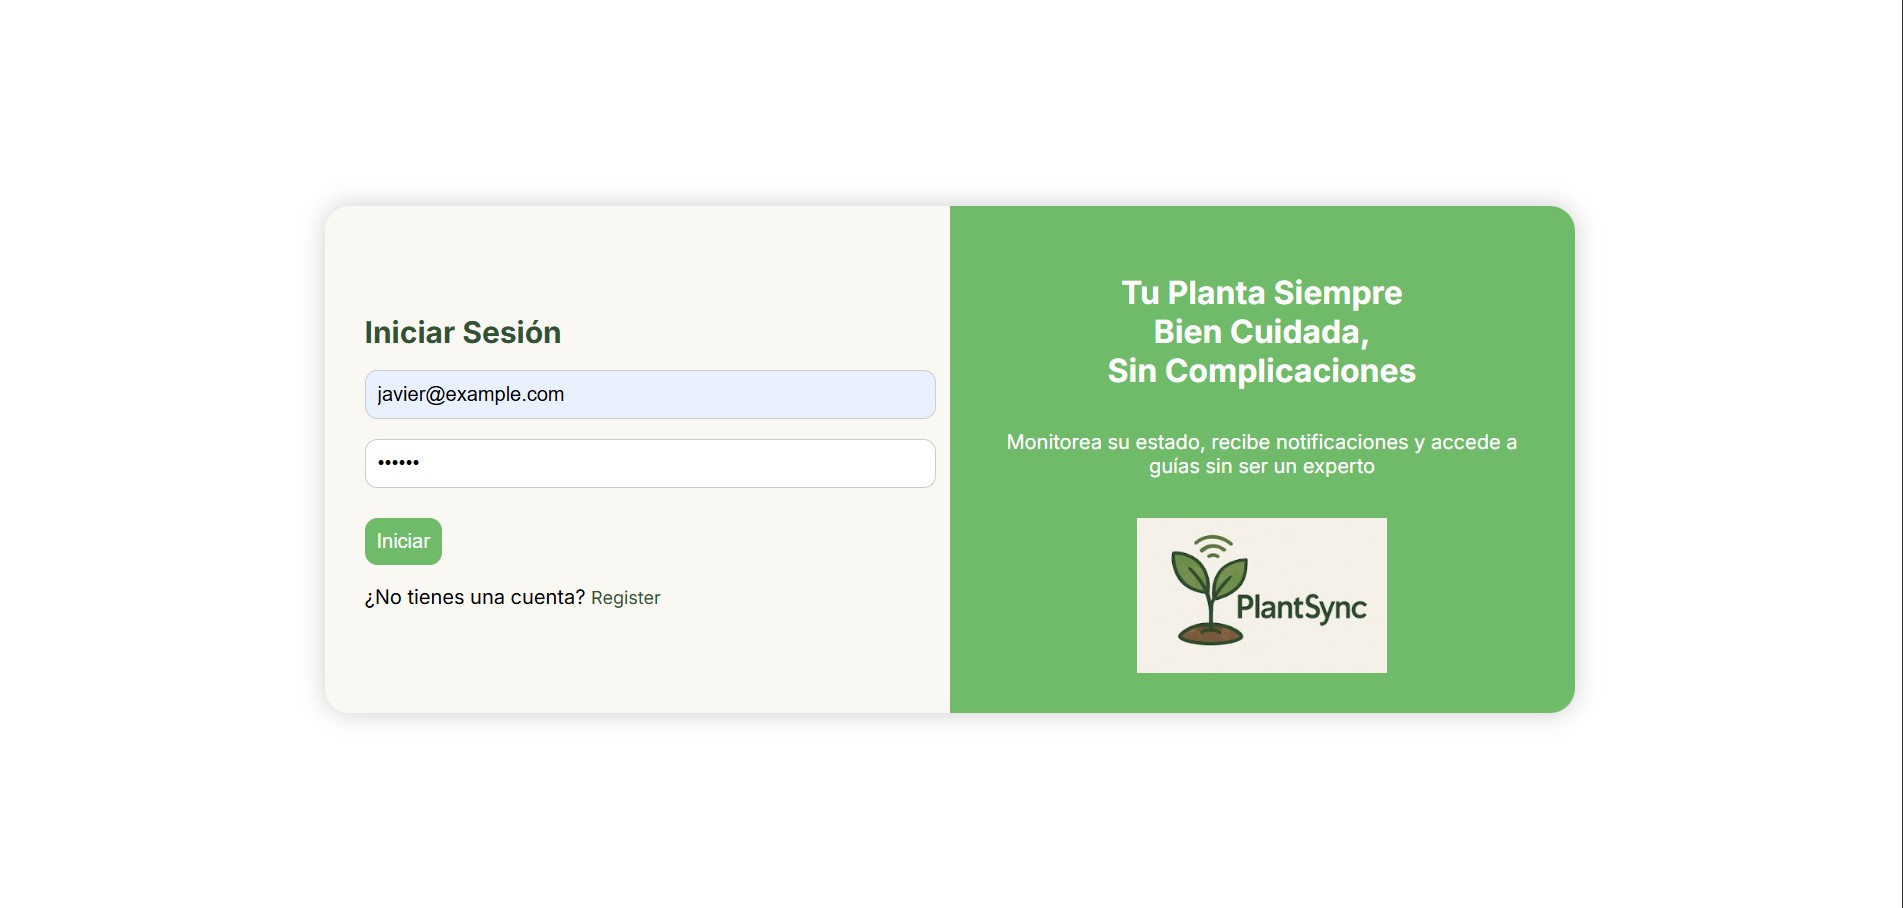 Iniciar Sesión
javier@example.com
••••••
Iniciar
¿No tienes una cuenta? Register
Tu Planta Siempre
Bien Cuidada,
Sin Complicaciones
Monitorea su estado, recibe notificaciones y accede a
guías sin ser un experto
PlantSync